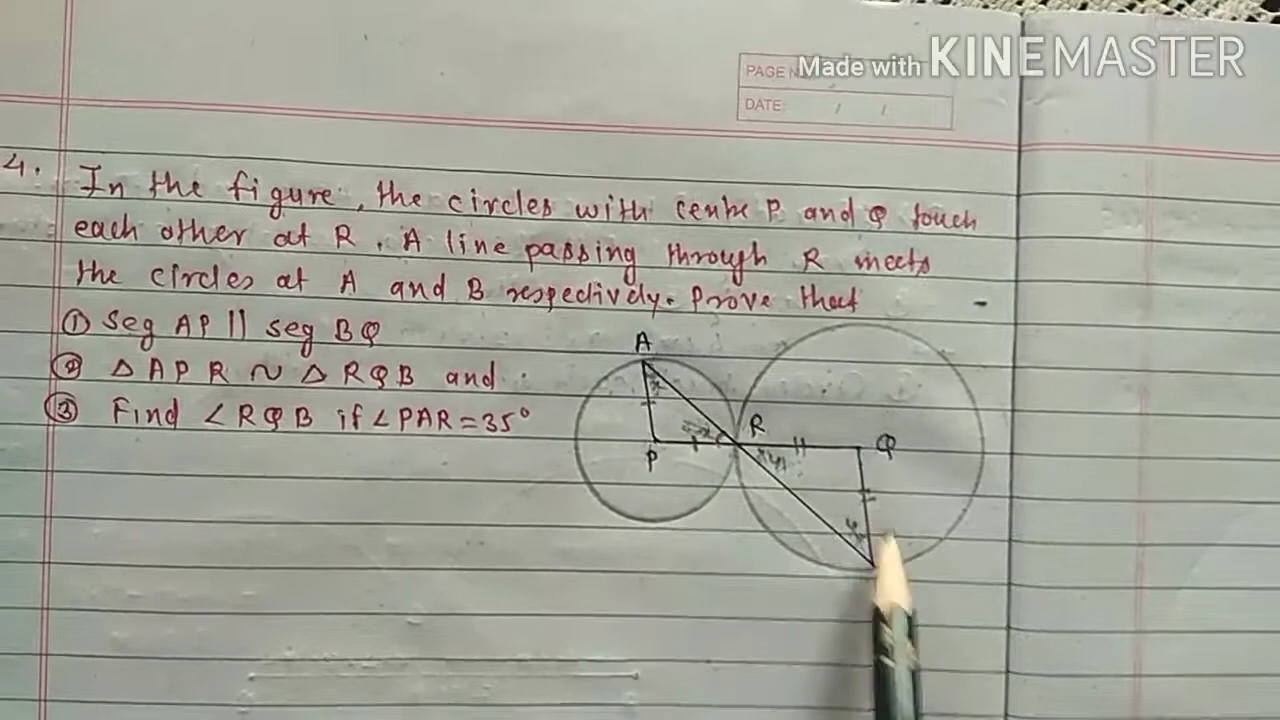 Made with KINEMASTER
PAGE N
DATE: / /
4. In the figure, the circles with centre P and Q touch
each other at R. A line passing through R meets
the circles at A and B respectively. Prove that
① Seg AP || seg BQ
② △ APR ~ △ RQB and
③ Find ∠RQB if ∠PAR = 35°
A
R
P
Q